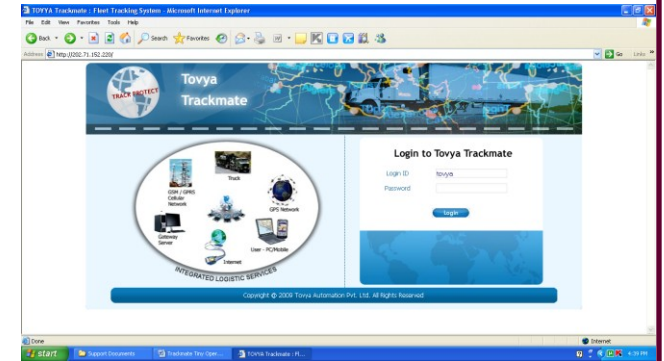 TOVYA Trackmate : Fleet Tracking System - Microsoft Internet Explorer
File Edit View Favorites Tools Help
Back Search Favorites
Address http://202.71.152.220/ Go Links
TRACK PROTECT
Tovya
Trackmate
Login to Tovya Trackmate
Login ID tovya
Password
Login
Truck
GSM / GPRS
Cellular
Network
GPS Network
Gateway
Server
User - PC/Mobile
Internet
INTEGRATED LOGISTIC SERVICES
Copyright © 2009 Tovya Automation Pvt. Ltd. All Rights Reserved
Done Internet
start Support Documents Trackmate Tiny Oper... TOVYA Trackmate : Fl... 4:39 PM